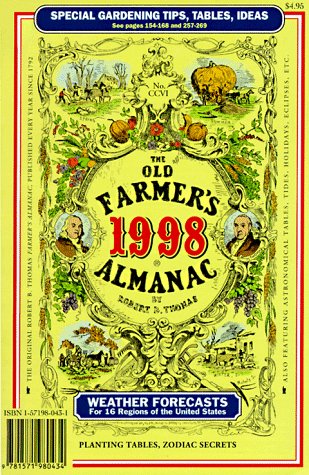 SPECIAL GARDENING TIPS, TABLES, IDEAS
See pages 154-168 and 257-269
$4.95
No.
CCVI
THE
OLD
FARMER'S
1998
ALMANAC
BY
ROBERT B. THOMAS
THE ORIGINAL ROBERT B. THOMAS FARMER'S ALMANAC, PUBLISHED EVERY YEAR SINCE 1792
ALSO FEATURING ASTRONOMICAL TABLES, TIDES, HOLIDAYS, ECLIPSES, ETC.
WEATHER FORECASTS
For 16 Regions of the United States
ISBN 1-57198-043-1
9 781571 980434
PLANTING TABLES, ZODIAC SECRETS